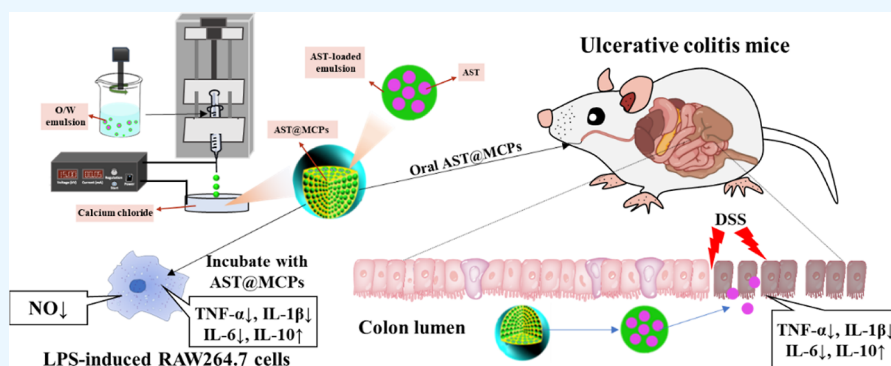 Ulcerative colitis mice
AST-loaded
emulsion
AST
O/W
emulsion
AST@MCPs
Oral AST@MCPs
Calcium chloride
DSS
Incubate with
AST@MCPs
NO↓
TNF-α↓, IL-1β↓
IL-6↓, IL-10↑
LPS-induced RAW264.7 cells
Colon lumen
TNF-α↓, IL-1β↓
IL-6↓, IL-10↑